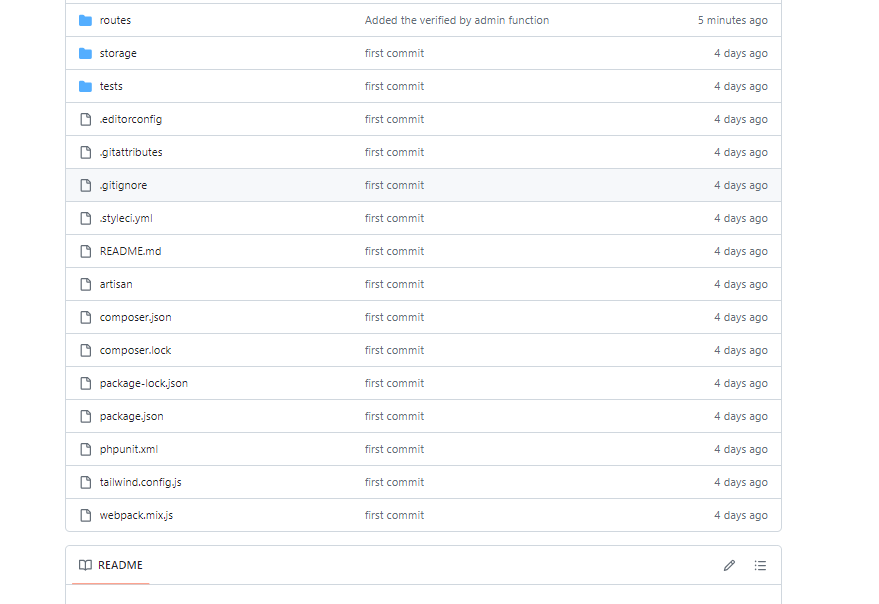 routes Added the verified by admin function 5 minutes ago
storage first commit 4 days ago
tests first commit 4 days ago
.editorconfig first commit 4 days ago
.gitattributes first commit 4 days ago
.gitignore first commit 4 days ago
.styleci.yml first commit 4 days ago
README.md first commit 4 days ago
artisan first commit 4 days ago
composer.json first commit 4 days ago
composer.lock first commit 4 days ago
package-lock.json first commit 4 days ago
package.json first commit 4 days ago
phpunit.xml first commit 4 days ago
tailwind.config.js first commit 4 days ago
webpack.mix.js first commit 4 days ago
README